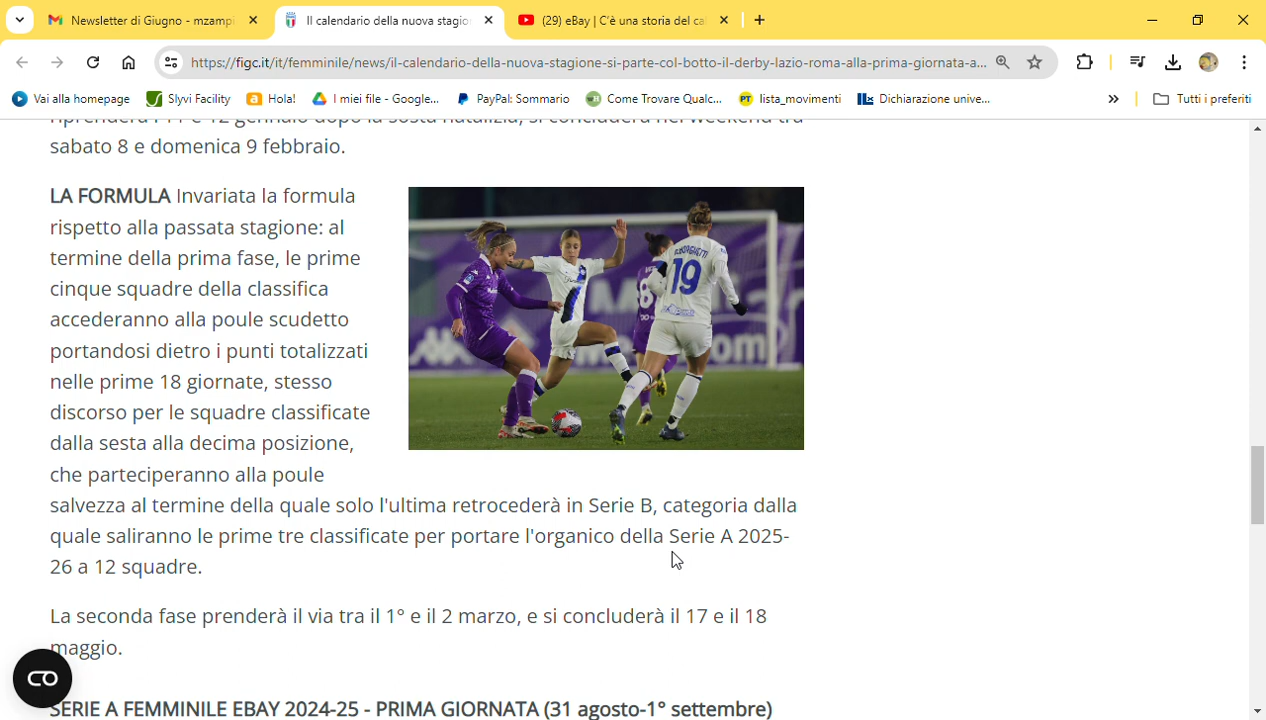 Newsletter di Giugno - mzampi
Il calendario della nuova stagion
(29) eBay | C'è una storia del cal
https://figc.it/it/femminile/news/il-calendario-della-nuova-stagione-si-parte-col-botto-il-derby-lazio-roma-alla-prima-giornata-a...
Vai alla homepage
Slyvi Facility
Hola!
I miei file - Google...
PayPal: Sommario
Come Trovare Qualc...
lista_movimenti
Dichiarazione unive...
Tutti i preferiti
sabato 8 e domenica 9 febbraio.
LA FORMULA Invariata la formula
rispetto alla passata stagione: al
termine della prima fase, le prime
cinque squadre della classifica
accederanno alla poule scudetto
portandosi dietro i punti totalizzati
nelle prime 18 giornate, stesso
discorso per le squadre classificate
dalla sesta alla decima posizione,
che parteciperanno alla poule
salvezza al termine della quale solo l'ultima retrocederà in Serie B, categoria dalla
quale saliranno le prime tre classificate per portare l'organico della Serie A 2025-
26 a 12 squadre.
19
La seconda fase prenderà il via tra il 1° e il 2 marzo, e si concluderà il 17 e il 18
maggio.
SERIE A FEMMINILE EBAY 2024-25 - PRIMA GIORNATA (31 agosto-1° settembre)